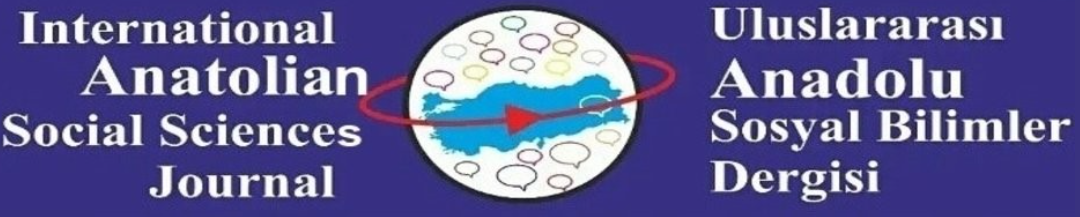 International
Anatolian
Social Sciences
Journal
Uluslararası
Anadolu
Sosyal Bilimler
Dergisi